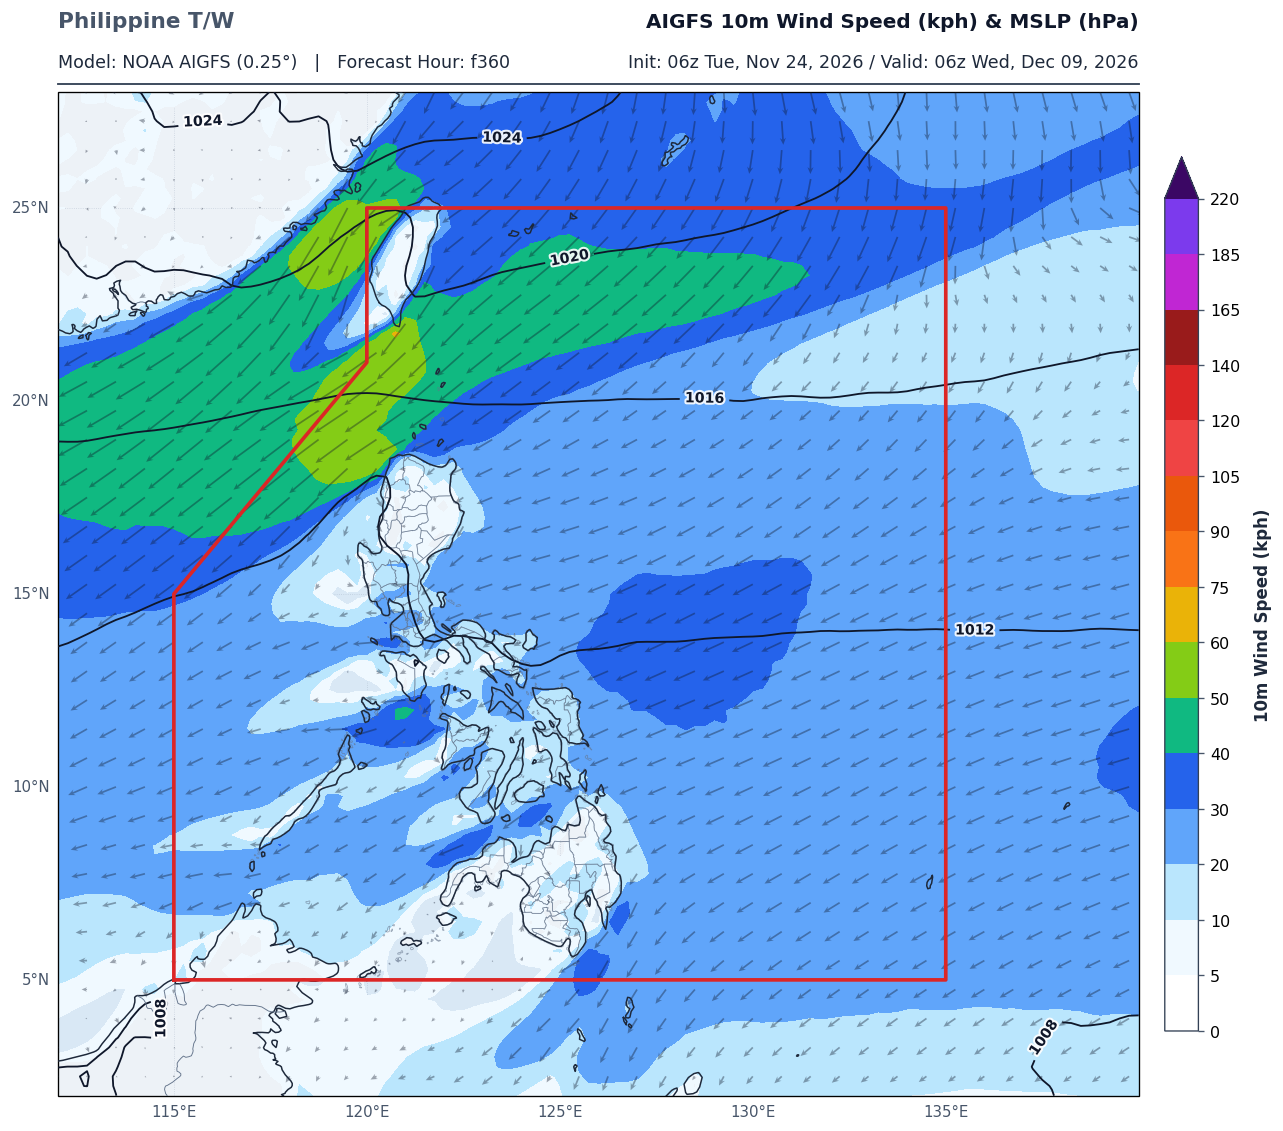 Philippine T/W
AIGFS 10m Wind Speed (kph) & MSLP (hPa)
Model: NOAA AIGFS (0.25°) | Forecast Hour: f360
Init: 06z Tue, Nov 24, 2026 / Valid: 06z Wed, Dec 09, 2026
1024
1024
1020
1016
1012
1008
1008
25°N
20°N
15°N
10°N
5°N
115°E
120°E
125°E
130°E
135°E
220
185
165
140
120
105
90
75
60
50
40
30
20
10
5
0
10m Wind Speed (kph)